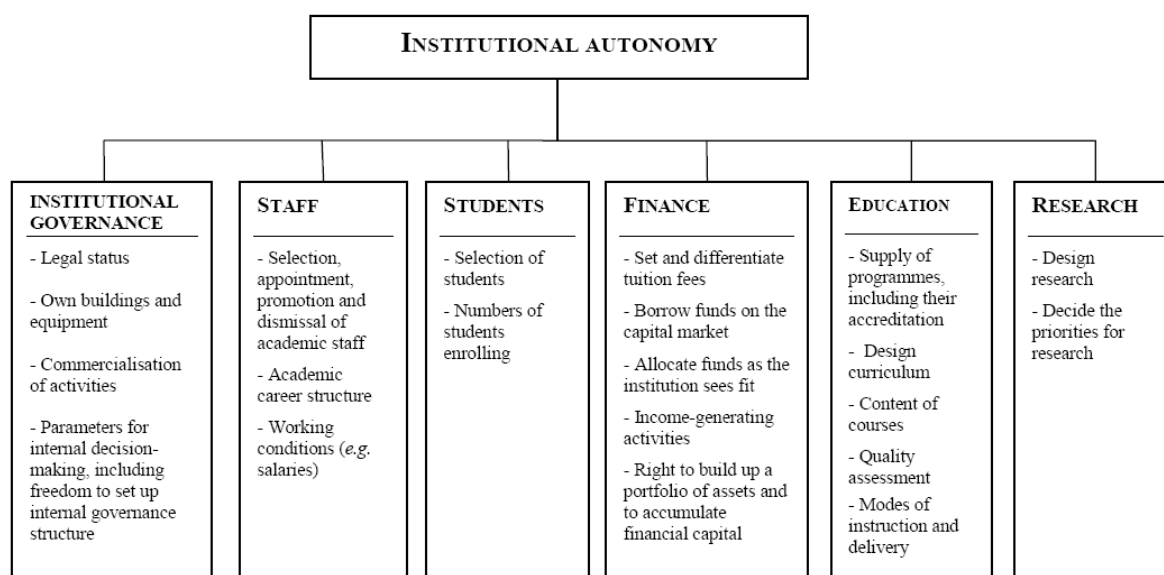 INSTITUTIONAL AUTONOMY
INSTITUTIONAL
GOVERNANCE
- Legal status
- Own buildings and
equipment
- Commercialisation
of activities
- Parameters for
internal decision-
making, including
freedom to set up
internal governance
structure
STAFF
- Selection,
appointment,
promotion and
dismissal of
academic staff
- Academic
career structure
- Working
conditions (e.g.
salaries)
STUDENTS
- Selection of
students
- Numbers of
students
enrolling
FINANCE
- Set and differentiate
tuition fees
- Borrow funds on the
capital market
- Allocate funds as the
institution sees fit
- Income-generating
activities
- Right to build up a
portfolio of assets and
to accumulate
financial capital
EDUCATION
- Supply of
programmes,
including their
accreditation
- Design
curriculum
- Content of
courses
- Quality
assessment
- Modes of
instruction and
delivery
RESEARCH
- Design
research
- Decide the
priorities for
research